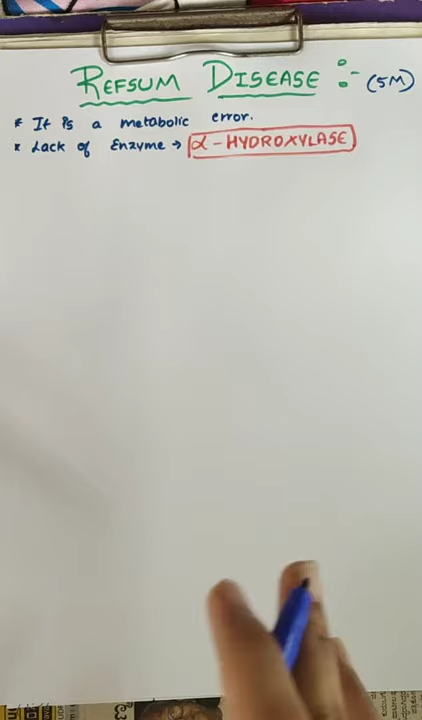 REFSUM DISEASE :- (5M)
* It is a metabolic error.
* Lack of Enzyme → α-HYDROXYLASE